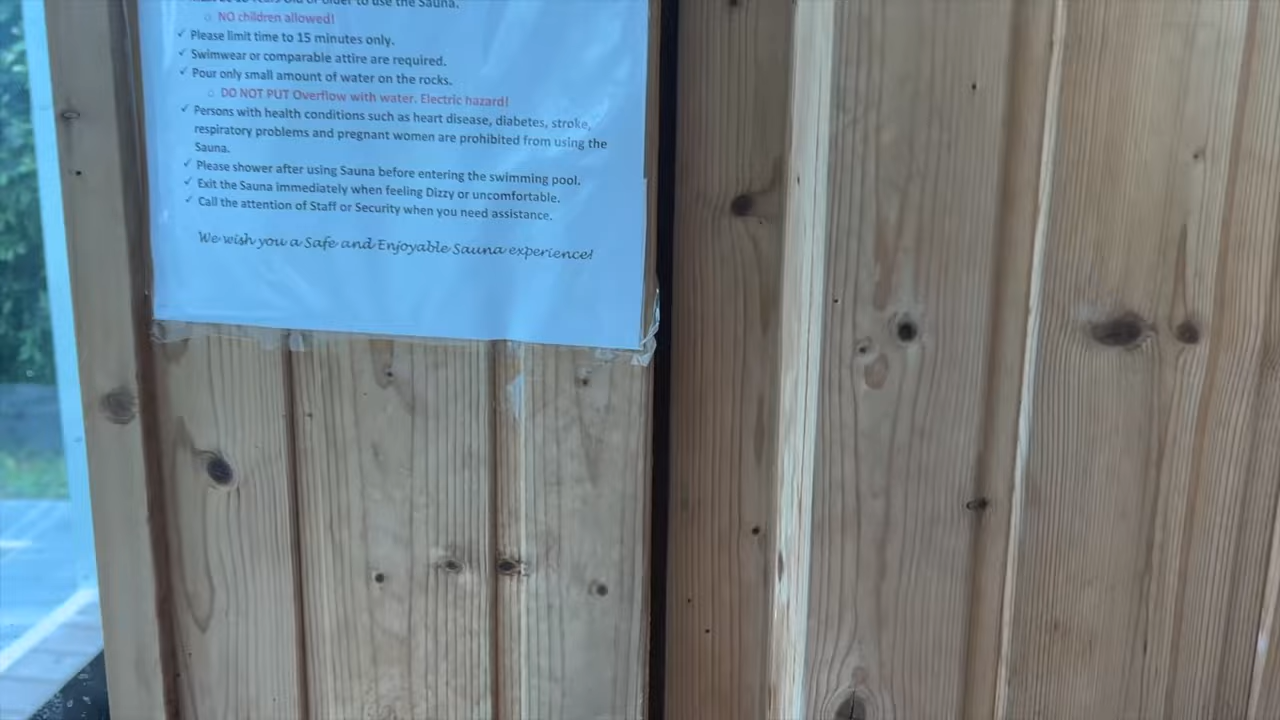 to use the Sauna.
○ NO children allowed!
✓ Please limit time to 15 minutes only.
✓ Swimwear or comparable attire are required.
✓ Pour only small amount of water on the rocks.
○ DO NOT PUT Overflow with water. Electric hazard!
✓ Persons with health conditions such as heart disease, diabetes, stroke,
respiratory problems and pregnant women are prohibited from using the
Sauna.
✓ Please shower after using Sauna before entering the swimming pool.
✓ Exit the Sauna immediately when feeling Dizzy or uncomfortable.
✓ Call the attention of Staff or Security when you need assistance.
We wish you a Safe and Enjoyable Sauna experience!